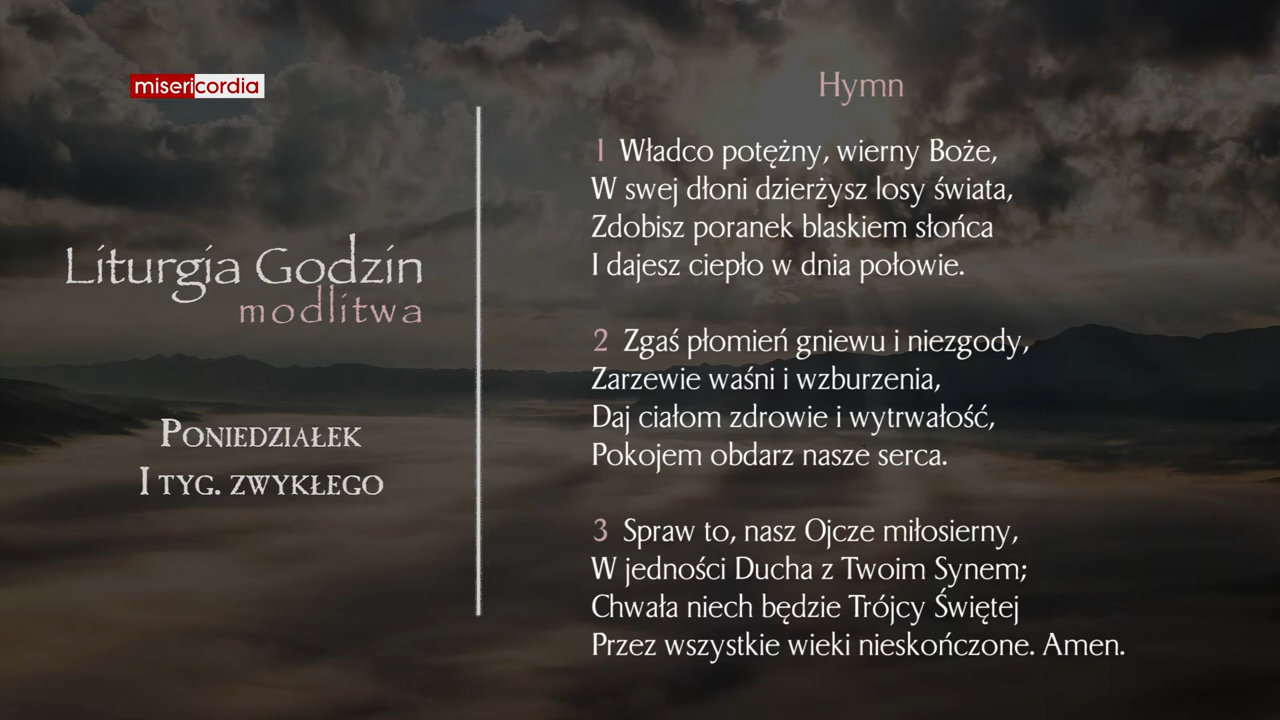 misericordia
Liturgia Godzin
modlitwa
Poniedziałek
I tyg. zwykłego
Hymn
1 Władco potężny, wierny Boże,
W swej dłoni dzierżysz losy świata,
Zdobisz poranek blaskiem słońca
I dajesz ciepło w dnia połowie.
2 Zgaś płomień gniewu i niezgody,
Zarzewie waśni i wzburzenia,
Daj ciałom zdrowie i wytrwałość,
Pokojem obdarz nasze serca.
3 Spraw to, nasz Ojcze miłosierny,
W jedności Ducha z Twoim Synem;
Chwała niech będzie Trójcy Świętej
Przez wszystkie wieki nieskończone. Amen.